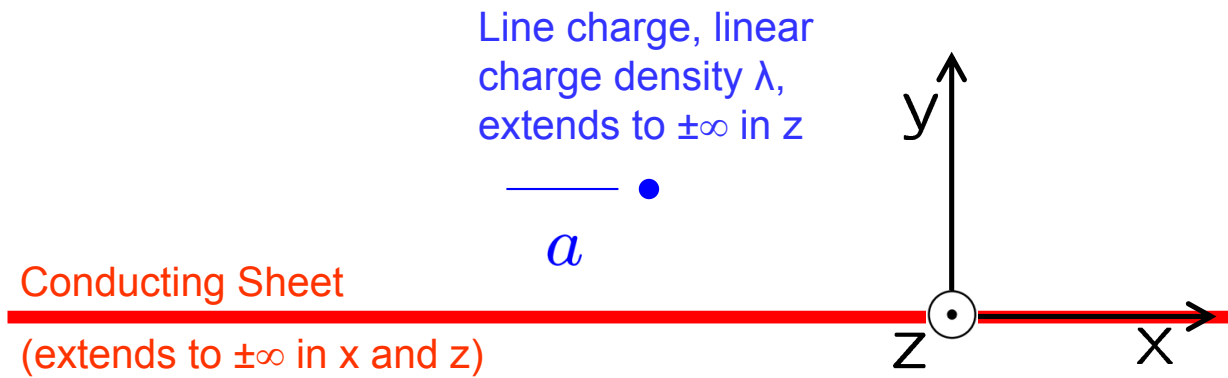 Line charge, linear
charge density λ,
extends to ±∞ in z
y
a
Conducting Sheet
(extends to ±∞ in x and z)
z
x